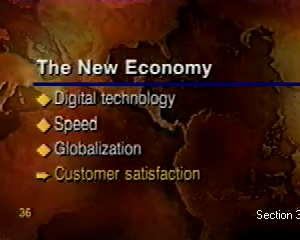 The New Economy
Digital technology
Speed
Globalization
Customer satisfaction
36
Section 3